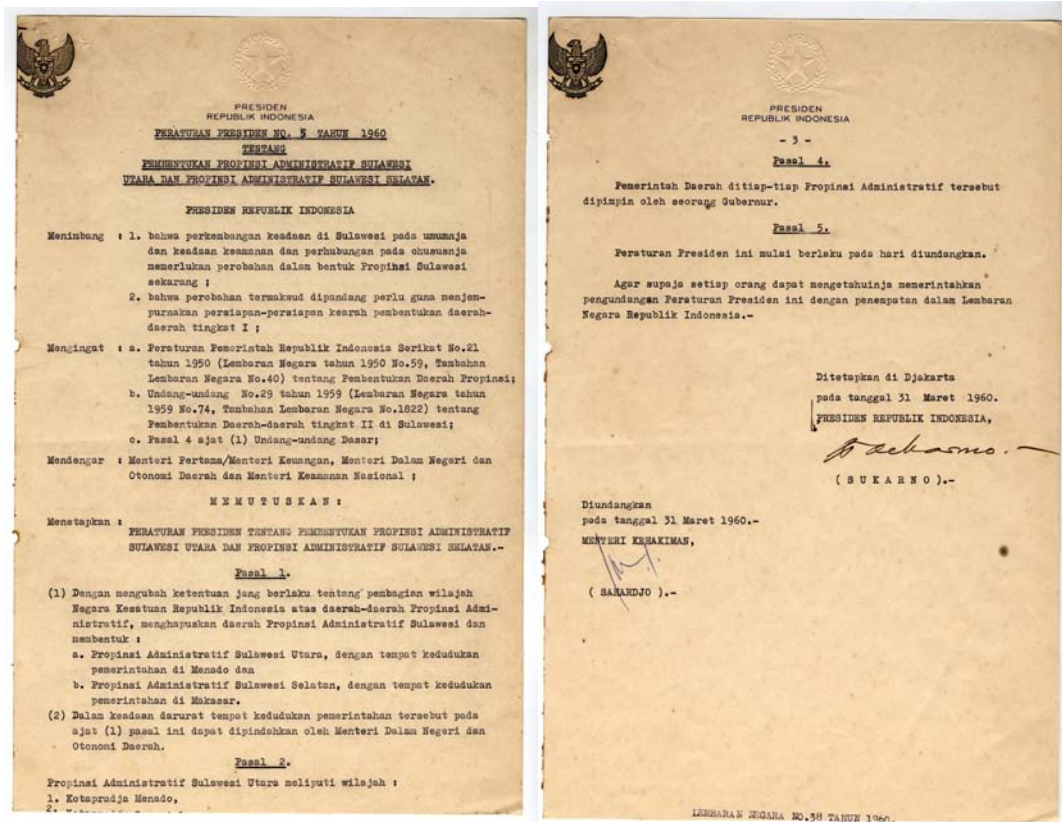 PRESIDEN
REPUBLIK INDONESIA
PERATURAN PRESIDEN NO. 5 TAHUN 1960
TENTANG
PEMBENTUKAN PROPINSI ADMINISTRATIF SULAWESI
UTARA DAN PROPINSI ADMINISTRATIF SULAWESI SELATAN.
PRESIDEN REPUBLIK INDONESIA
Menimbang : 1. bahwa perkembangan keadaan di Sulawesi pada umumnja
dan keadaan keamanan dan perhubungan pada chususnja
memerlukan perobahan dalam bentuk Propinsi Sulawesi
sekarang ;
2. bahwa perobahan termaksud dipandang perlu guna menjem-
purnakan persiapan-persiapan kearah pembentukan daerah-
daerah tingkat I ;
Mengingat : a. Peraturan Pemerintah Republik Indonesia Serikat No.21
tahun 1950 (Lembaran Negara tahun 1950 No.59, Tambahan
Lembaran Negara No.40) tentang Pembentukan Daerah Propinsi;
b. Undang-undang No.29 tahun 1959 (Lembaran Negara tahun
1959 No.74, Tambahan Lembaran Negara No.1822) tentang
Pembentukan Daerah-daerah tingkat II di Sulawesi;
c. Pasal 4 ajat (1) Undang-undang Dasar;
Mendengar : Menteri Pertama/Menteri Keuangan, Menteri Dalam Negeri dan
Otonomi Daerah dan Menteri Keamanan Nasional ;
M E M U T U S K A N :
Menetapkan :
PERATURAN PRESIDEN TENTANG PEMBENTUKAN PROPINSI ADMINISTRATIF
SULAWESI UTARA DAN PROPINSI ADMINISTRATIF SULAWESI SELATAN.-
Pasal 1.
(1) Dengan mengubah ketentuan jang berlaku tentang pembagian wilajah
Negara Kesatuan Republik Indonesia atas daerah-daerah Propinsi Admi-
nistratif, menghapuskan daerah Propinsi Administratif Sulawesi dan
membentuk :
a. Propinsi Administratif Sulawesi Utara, dengan tempat kedudukan
pemerintahan di Menado dan
b. Propinsi Administratif Sulawesi Selatan, dengan tempat kedudukan
pemerintahan di Makasar.
(2) Dalam keadaan darurat tempat kedudukan pemerintahan tersebut pada
ajat (1) pasal ini dapat dipindahkan oleh Menteri Dalam Negeri dan
Otonomi Daerah.
Pasal 2.
Propinsi Administratif Sulawesi Utara meliputi wilajah :
1. Kotapradja Menado,
2.
PRESIDEN
REPUBLIK INDONESIA
- 3 -
Pasal 4.
Pemerintah Daerah ditiap-tiap Propinsi Administratif tersebut
dipimpin oleh seorang Gubernur.
Pasal 5.
Peraturan Presiden ini mulai berlaku pada hari diundangkan.
Agar supaja setiap orang dapat mengetahuinja memerintahkan
pengundangan Peraturan Presiden ini dengan penempatan dalam Lembaran
Negara Republik Indonesia.-
Ditetapkan di Djakarta
pada tanggal 31 Maret 1960.
PRESIDEN REPUBLIK INDONESIA,
Soekarno.
( SUKARNO ).-
Diundangkan
pada tanggal 31 Maret 1960.-
MENTERI KEHAKIMAN,
( SAHARDJO ).-
LEMBARAN NEGARA NO.38 TAHUN 1960.